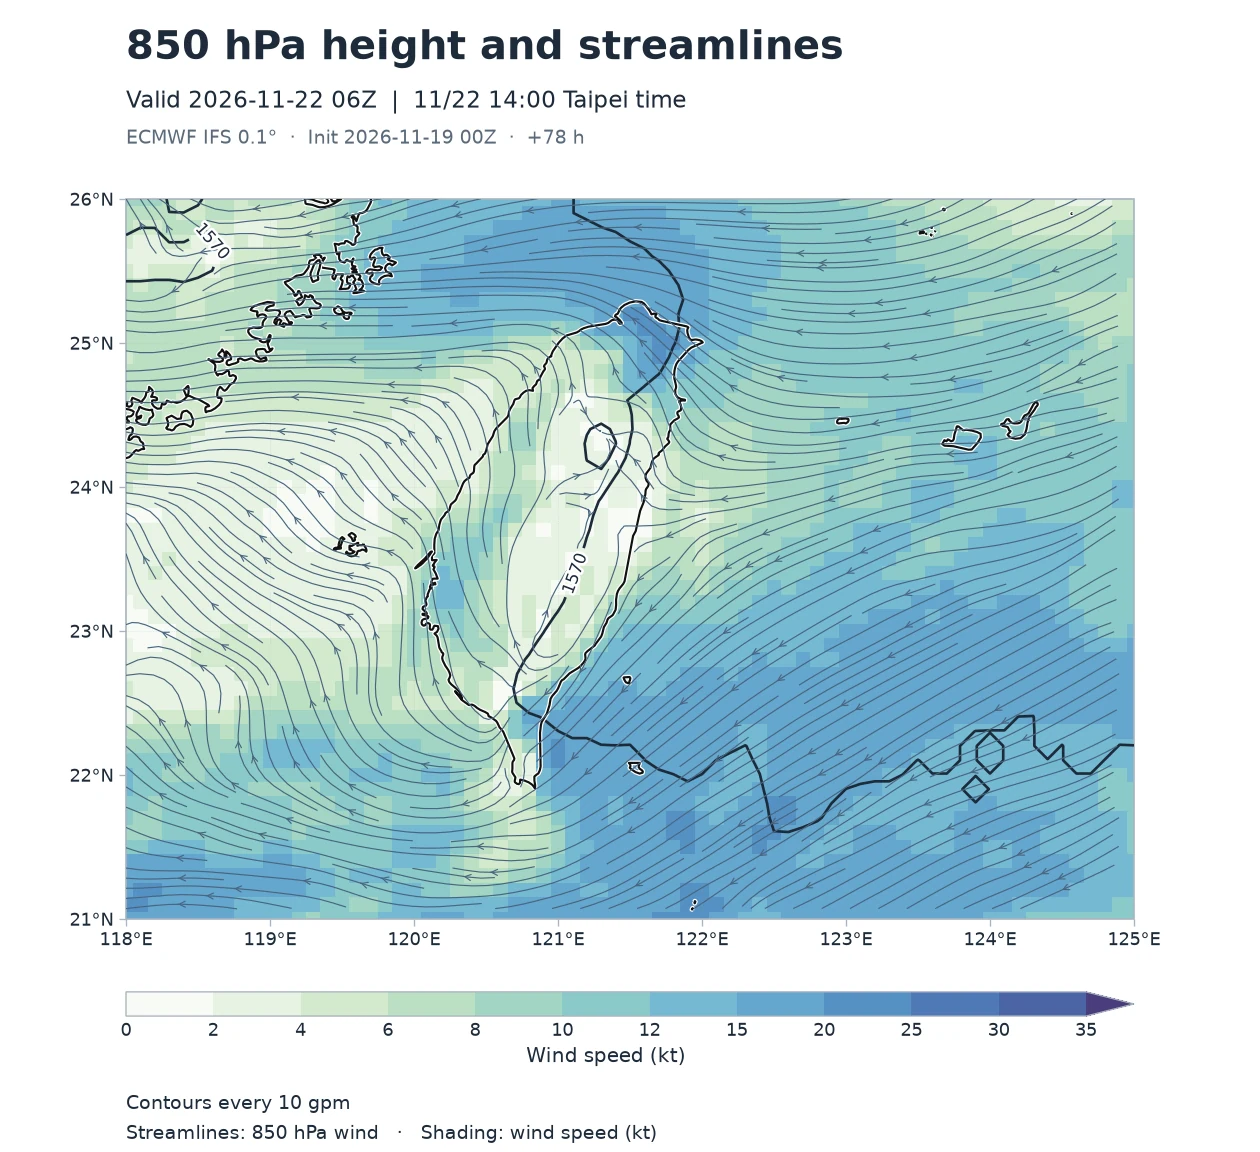 850 hPa height and streamlines
Valid 2026-11-22 06Z | 11/22 14:00 Taipei time
ECMWF IFS 0.1° · Init 2026-11-19 00Z · +78 h
26°N
1570
25°N
24°N
1570
23°N
22°N
21°N
118°E 119°E 120°E 121°E 122°E 123°E 124°E 125°E
0 2 4 6 8 10 12 15 20 25 30 35
Wind speed (kt)
Contours every 10 gpm
Streamlines: 850 hPa wind · Shading: wind speed (kt)